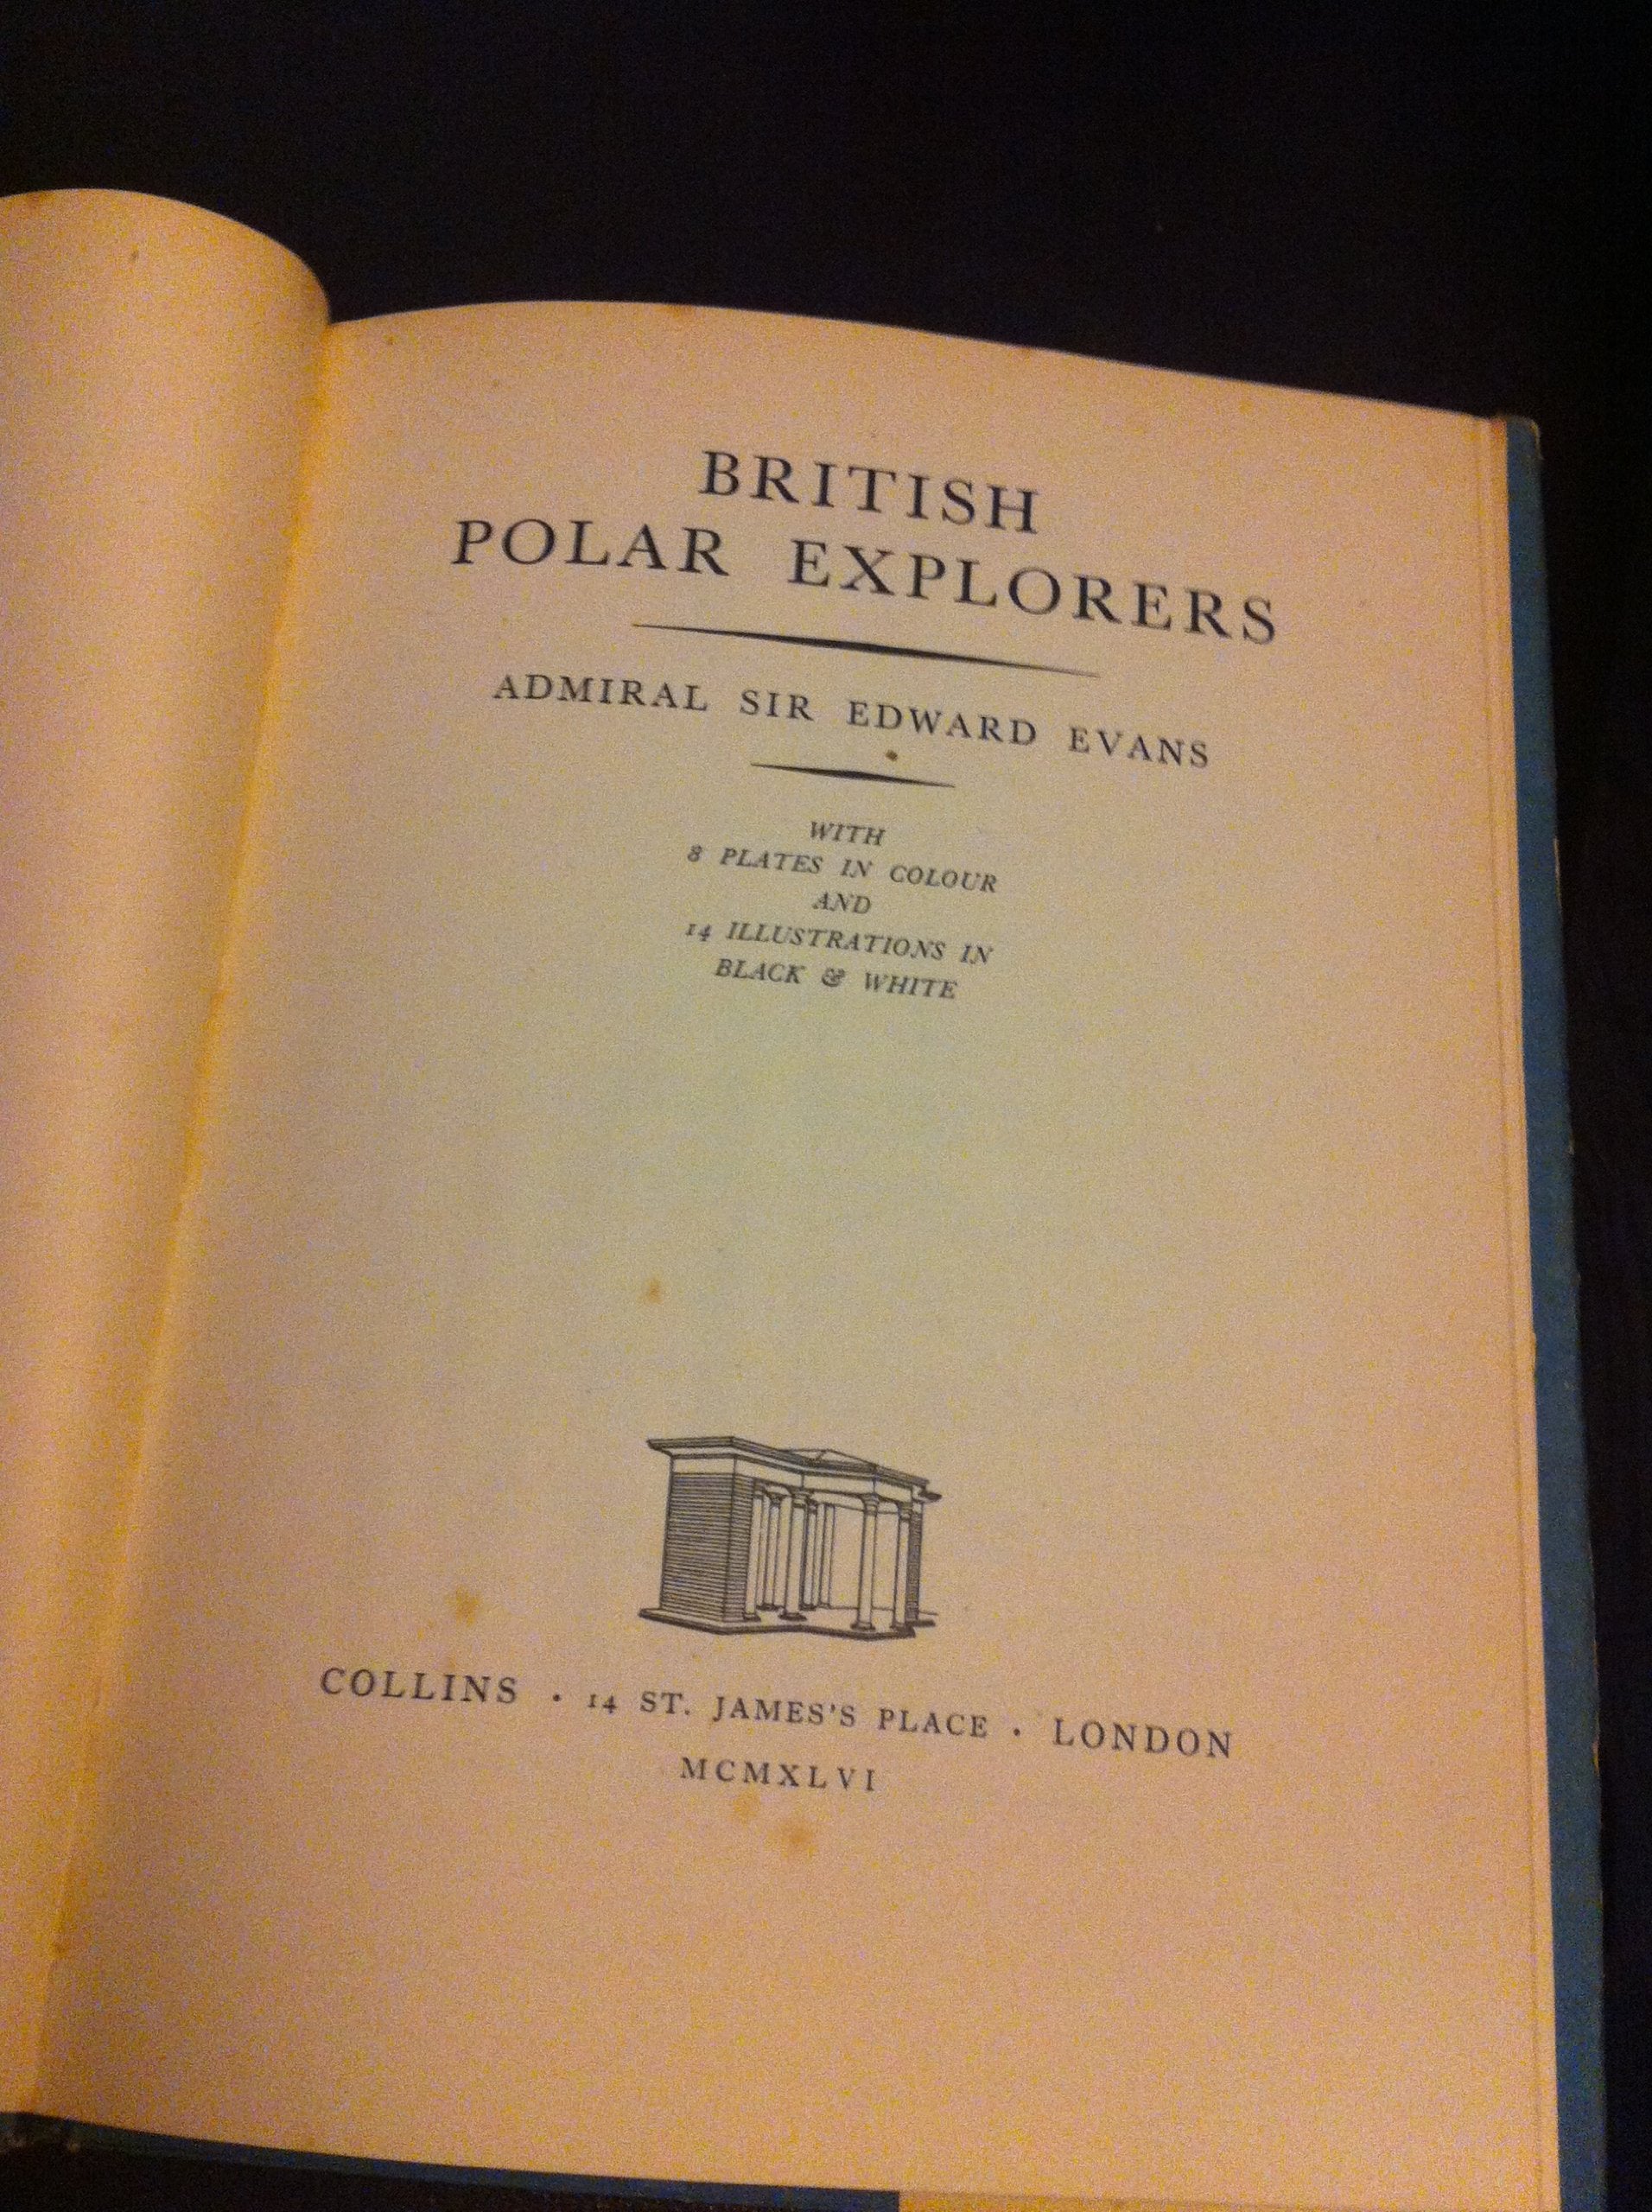 BRITISH
POLAR EXPLORERS
ADMIRAL SIR EDWARD EVANS
WITH
8 PLATES IN COLOUR
AND
14 ILLUSTRATIONS IN
BLACK & WHITE
COLLINS · 14 ST. JAMES'S PLACE · LONDON
MCMXLVI